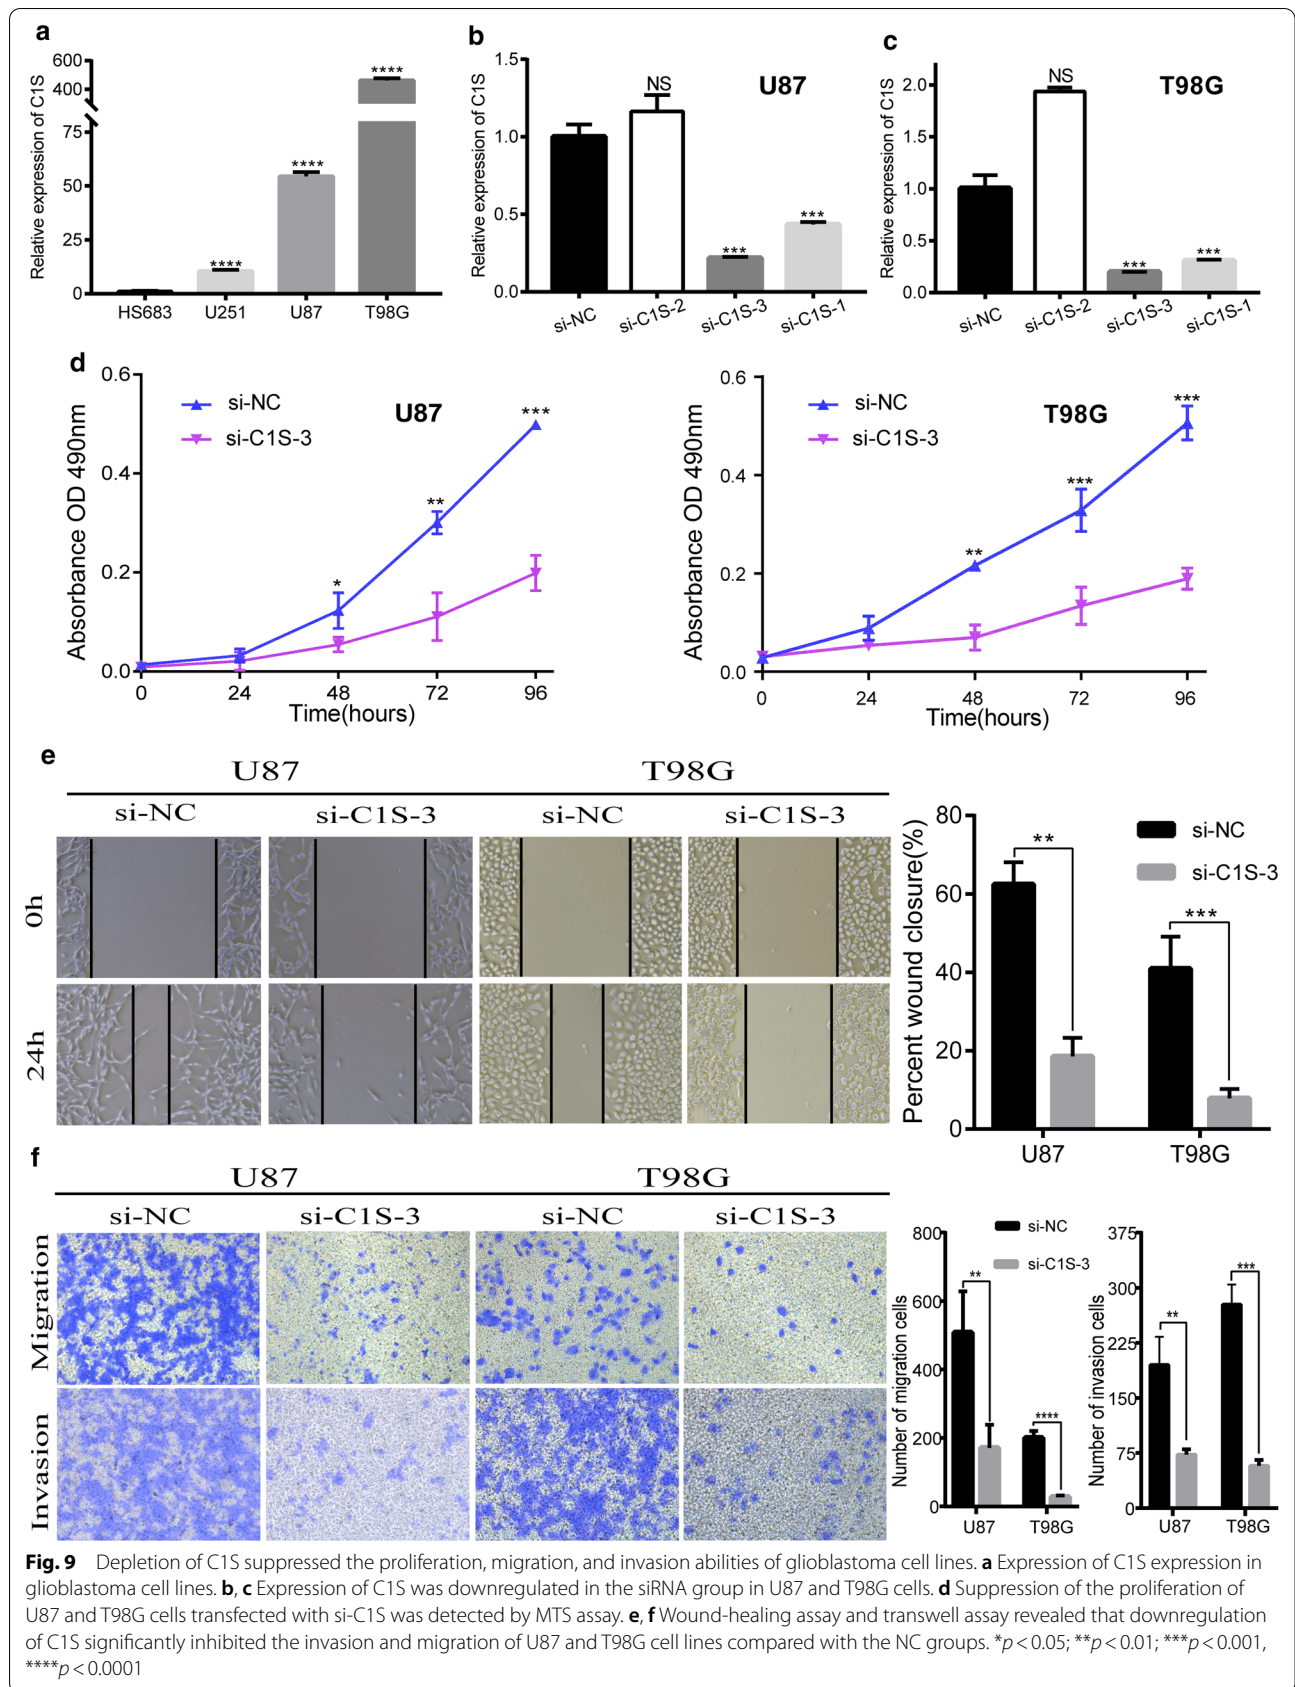 a
Relative expression of C1S
600
400
75
50
25
0
****
****
****
HS683 U251 U87 T98G
b
Relative expression of C1S
1.5
1.0
0.5
0.0
U87
NS
***
***
si-NC si-C1S-2 si-C1S-3 si-C1S-1
c
Relative expression of C1S
2.0
1.5
1.0
0.5
0.0
T98G
NS
***
***
si-NC si-C1S-2 si-C1S-3 si-C1S-1
d
Absorbance OD 490nm
0.6
0.4
0.2
0.0
si-NC
si-C1S-3
U87
*
**
***
0 24 48 72 96
Time(hours)
Absorbance OD 490nm
0.6
0.4
0.2
0.0
si-NC
si-C1S-3
T98G
**
***
***
0 24 48 72 96
Time(hours)
e
U87 T98G
si-NC si-C1S-3 si-NC si-C1S-3
0h
24h
Percent wound closure(%)
80
60
40
20
0
si-NC
si-C1S-3
**
***
U87 T98G
f
U87 T98G
si-NC si-C1S-3 si-NC si-C1S-3
Migration
Invasion
Number of migration cells
800
600
400
200
0
si-NC
si-C1S-3
**
****
U87 T98G
Number of invasion cells
375
300
225
150
75
0
**
***
U87 T98G
Fig. 9 Depletion of C1S suppressed the proliferation, migration, and invasion abilities of glioblastoma cell lines. a Expression of C1S expression in
glioblastoma cell lines. b, c Expression of C1S was downregulated in the siRNA group in U87 and T98G cells. d Suppression of the proliferation of
U87 and T98G cells transfected with si-C1S was detected by MTS assay. e, f Wound-healing assay and transwell assay revealed that downregulation
of C1S significantly inhibited the invasion and migration of U87 and T98G cell lines compared with the NC groups. *p < 0.05; **p < 0.01; ***p < 0.001,
****p < 0.0001